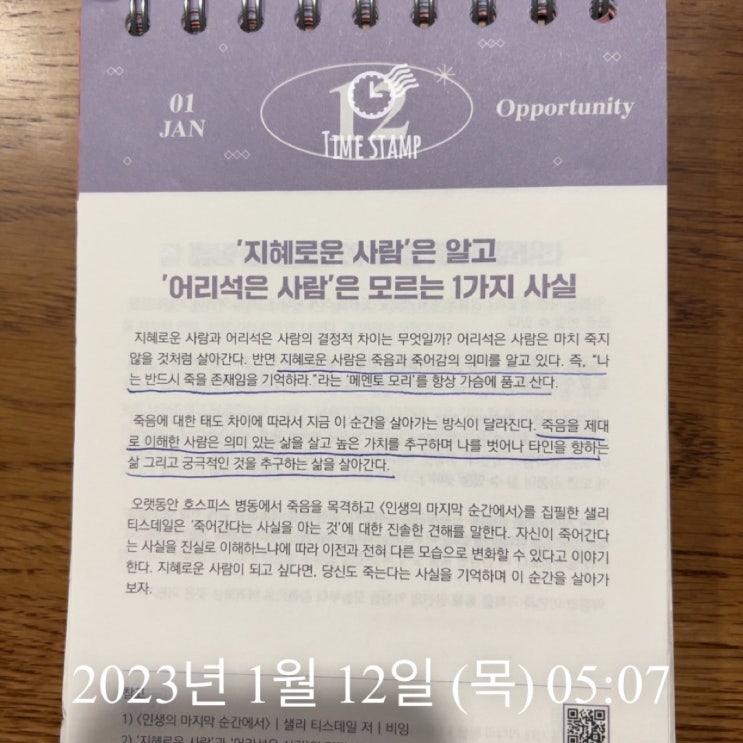 01
JAN
12
Opportunity
TIME STAMP
'지혜로운 사람'은 알고
'어리석은 사람'은 모르는 1가지 사실
지혜로운 사람과 어리석은 사람의 결정적 차이는 무엇일까? 어리석은 사람은 마치 죽지
않을 것처럼 살아간다. 반면 지혜로운 사람은 죽음과 죽어감의 의미를 알고 있다. 즉, "나
는 반드시 죽을 존재임을 기억하라."라는 '메멘토 모리'를 항상 가슴에 품고 산다.
죽음에 대한 태도 차이에 따라서 지금 이 순간을 살아가는 방식이 달라진다. 죽음을 제대
로 이해한 사람은 의미 있는 삶을 살고 높은 가치를 추구하며 나를 벗어나 타인을 향하는
삶 그리고 궁극적인 것을 추구하는 삶을 살아간다.
오랫동안 호스피스 병동에서 죽음을 목격하고 <인생의 마지막 순간에서>를 집필한 샐리
티스데일은 '죽어간다는 사실을 아는 것'에 대한 진솔한 견해를 말한다. 자신이 죽어간다
는 사실을 진실로 이해하느냐에 따라 이전과 전혀 다른 모습으로 변화할 수 있다고 이야기
한다. 지혜로운 사람이 되고 싶다면, 당신도 죽는다는 사실을 기억하며 이 순간을 살아가
보자.
2023년 1월 12일 (목) 05:07
참고
1) <인생의 마지막 순간에서> | 샐리 티스데일 저 | 비잉